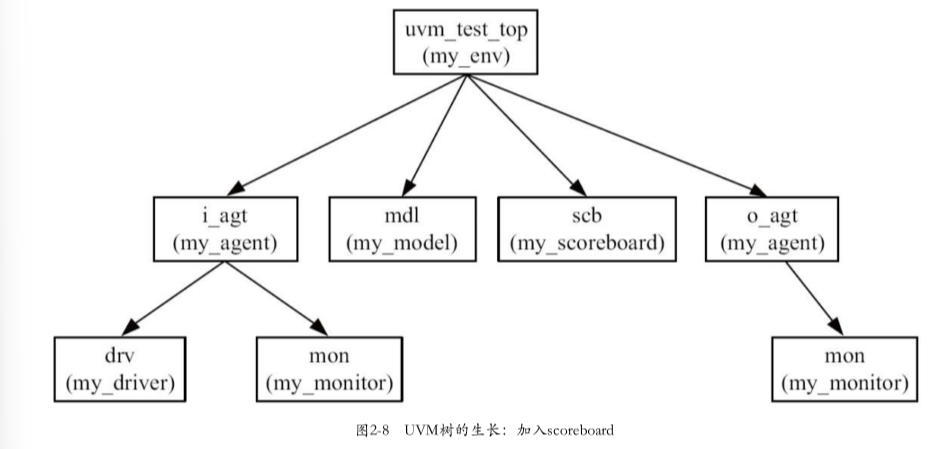 uvm_test_top
(my_env)
i_agt
(my_agent)
mdl
(my_model)
scb
(my_scoreboard)
o_agt
(my_agent)
drv
(my_driver)
mon
(my_monitor)
mon
(my_monitor)
图2-8 UVM树的生长：加入scoreboard